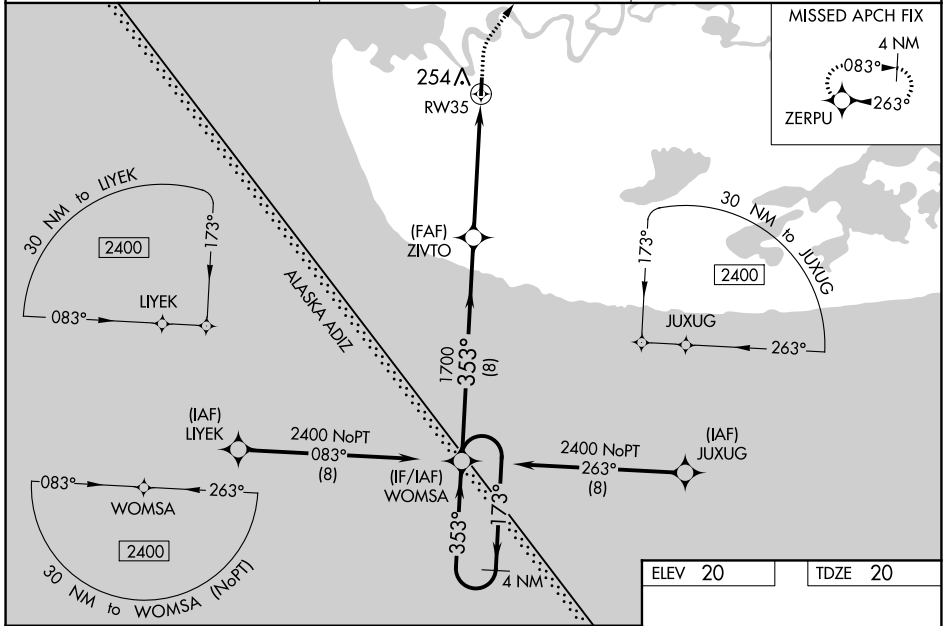 MISSED APCH FIX
4 NM
083°
263°
ZERPU
254
RW35
30 NM to LIYEK
2400
173°
LIYEK
083°
(FAF)
ZIVTO
ALASKA ADIZ
30 NM to JUXUG
173°
2400
JUXUG
263°
1700
353°
(8)
(IAF)
LIYEK
2400 NoPT
083°
(8)
(IF/IAF)
WOMSA
2400 NoPT
263°
(8)
(IAF)
JUXUG
083°
263°
WOMSA
2400
30 NM to WOMSA (NoPT)
353°
173°
4 NM
ELEV 20
TDZE 20